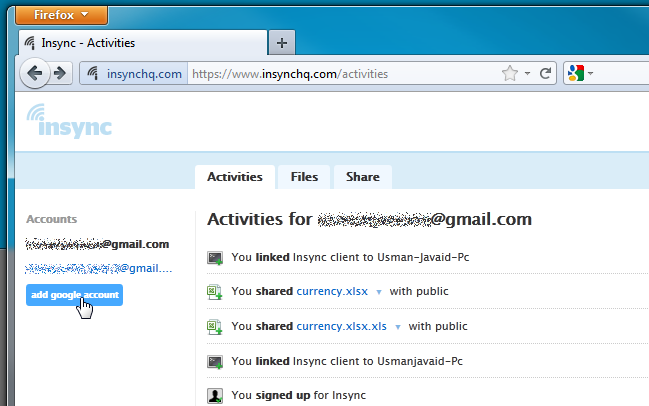 Firefox
Insync - Activities
insynchq.com https://www.insynchq.com/activities
insync
Activities Files Share
Accounts
@gmail.com
@gmail....
add google account
Activities for @gmail.com
You linked Insync client to Usman-Javaid-Pc
You shared currency.xlsx with public
You shared currency.xlsx.xls with public
You linked Insync client to Usmanjavaid-Pc
You signed up for Insync